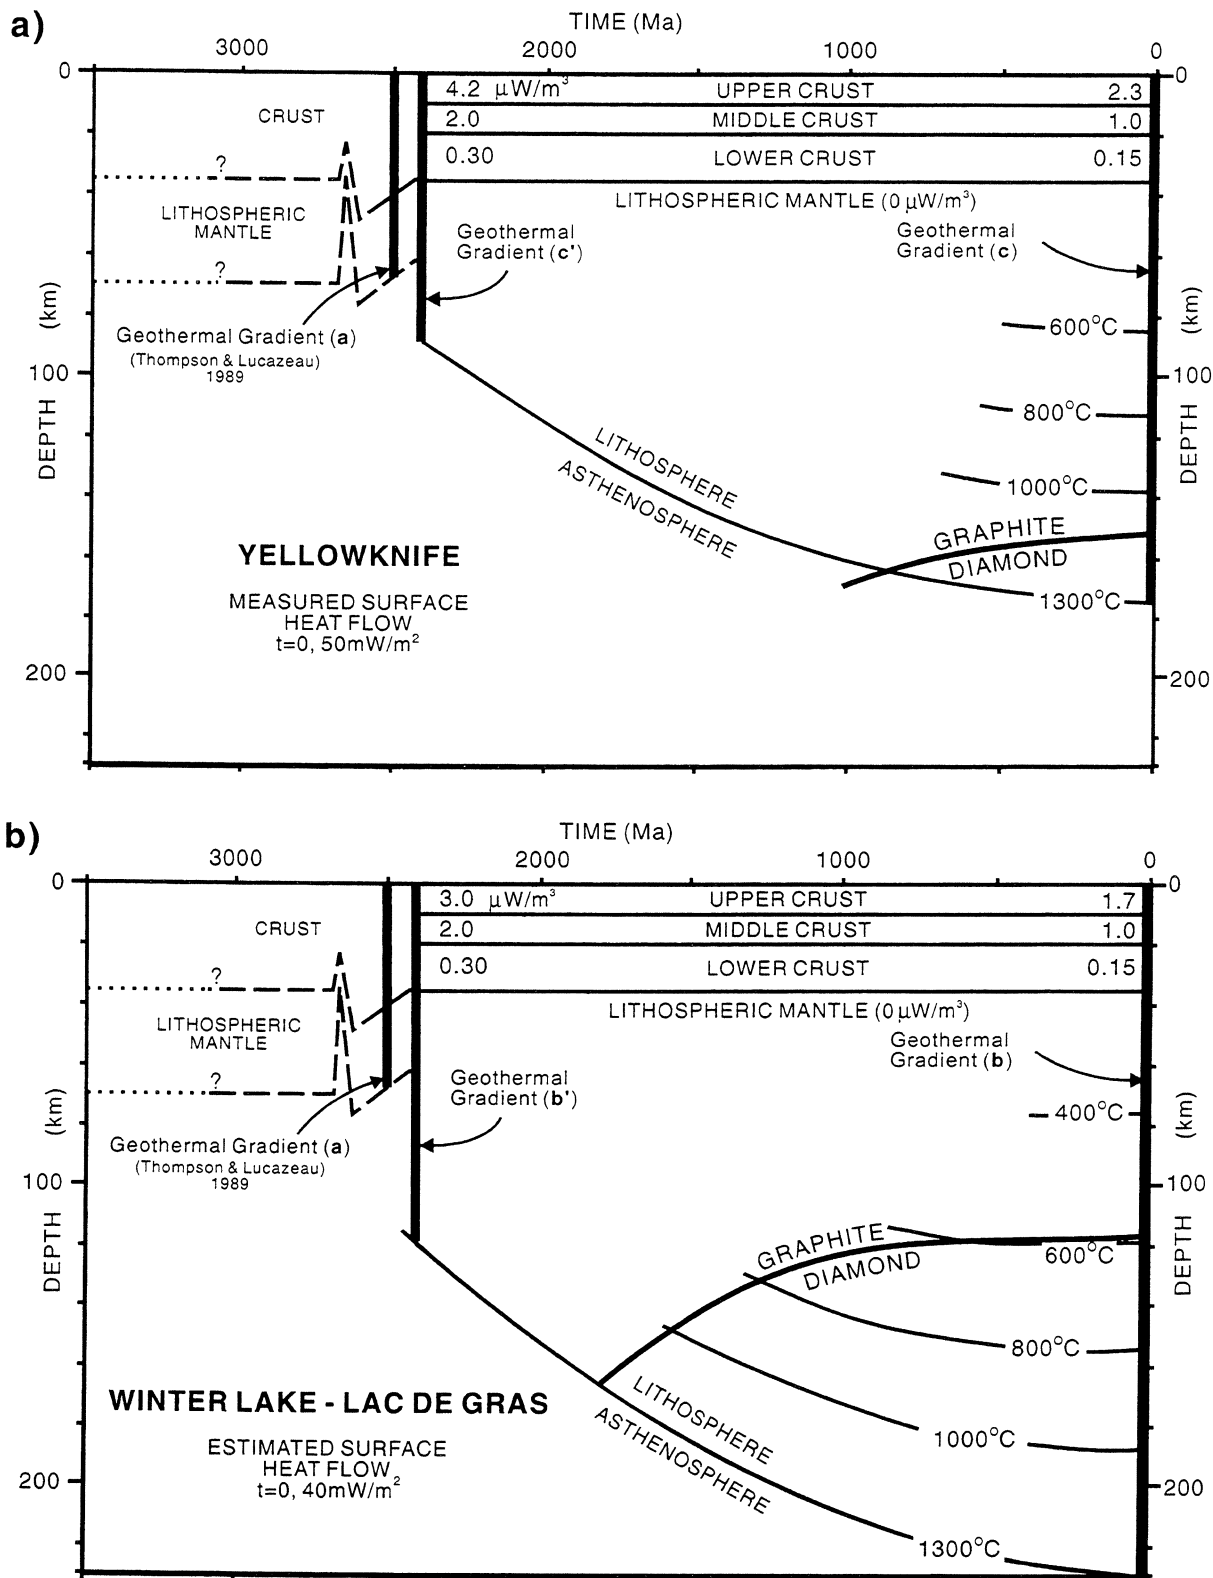 a)
TIME (Ma)
3000 2000 1000 0
0 0
4.2 μW/m³ UPPER CRUST 2.3
CRUST
2.0 MIDDLE CRUST 1.0
0.30 LOWER CRUST 0.15
?
LITHOSPHERIC MANTLE (0 μW/m³)
LITHOSPHERIC
MANTLE
Geothermal
Gradient (c')
Geothermal
Gradient (c)
?
(km)
(km)
Geothermal Gradient (a)
(Thompson & Lucazeau)
1989
600°C
100 100
800°C
DEPTH
DEPTH
LITHOSPHERE
ASTHENOSPHERE
1000°C
GRAPHITE
DIAMOND
YELLOWKNIFE
1300°C
MEASURED SURFACE
HEAT FLOW
t=0, 50mW/m²
200 200
b)
TIME (Ma)
3000 2000 1000 0
0 0
3.0 μW/m³ UPPER CRUST 1.7
CRUST
2.0 MIDDLE CRUST 1.0
0.30 LOWER CRUST 0.15
?
LITHOSPHERIC MANTLE (0 μW/m³)
LITHOSPHERIC
MANTLE
Geothermal
Gradient (b)
?
Geothermal
Gradient (b')
(km)
(km)
400°C
Geothermal Gradient (a)
(Thompson & Lucazeau)
1989
100 100
DEPTH
DEPTH
GRAPHITE
DIAMOND
600°C
800°C
WINTER LAKE - LAC DE GRAS
LITHOSPHERE
ASTHENOSPHERE
1000°C
ESTIMATED SURFACE
HEAT FLOW
t=0, 40mW/m²
200 200
1300°C